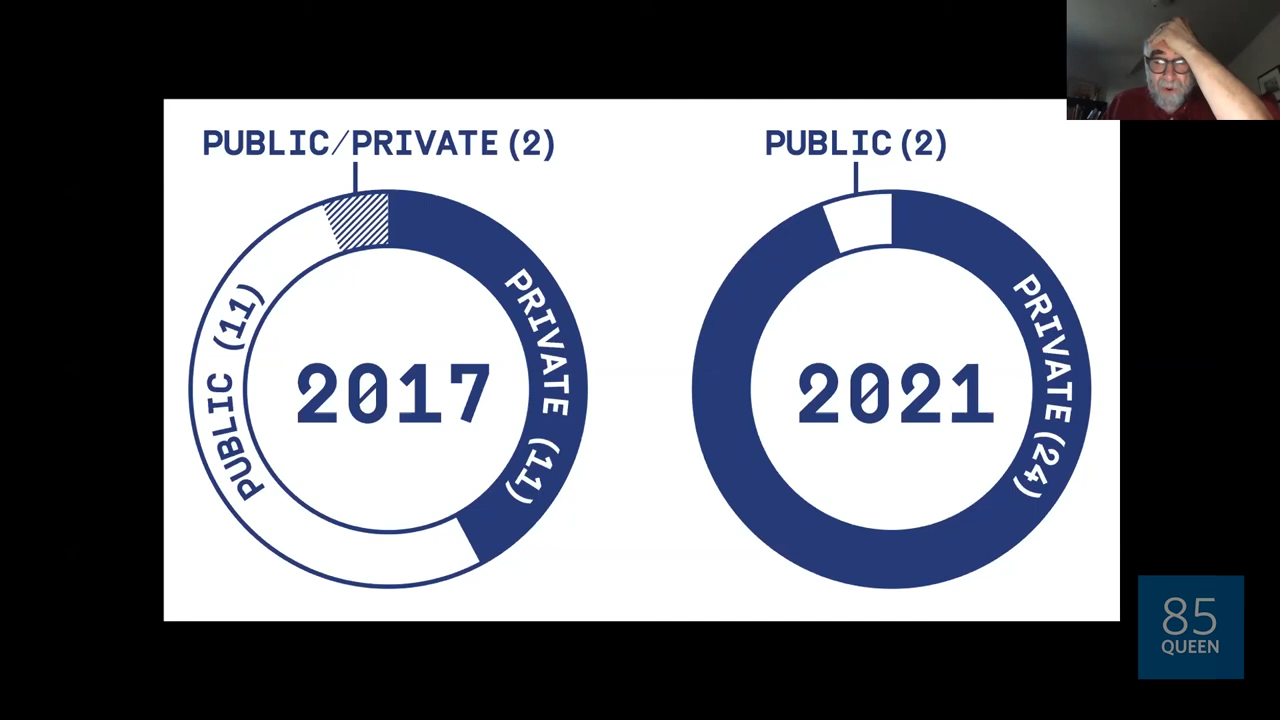 PUBLIC/PRIVATE (2)
PUBLIC (11)
PRIVATE (11)
2017
PUBLIC (2)
PRIVATE (24)
2021
85
QUEEN